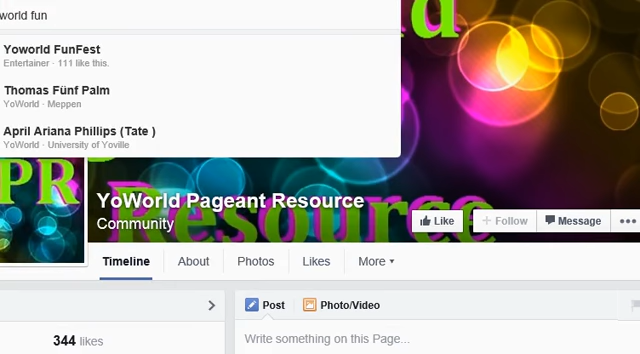 world fun
Yoworld FunFest
Entertainer · 111 like this.
Thomas Fünf Palm
YoWorld · Meppen
April Ariana Phillips (Tate )
YoWorld · University of Yoville
d
PR
Resource
YoWorld Pageant Resource
Community
Like
Follow
Message
Timeline
About
Photos
Likes
More
344 likes
Post
Photo/Video
Write something on this Page...